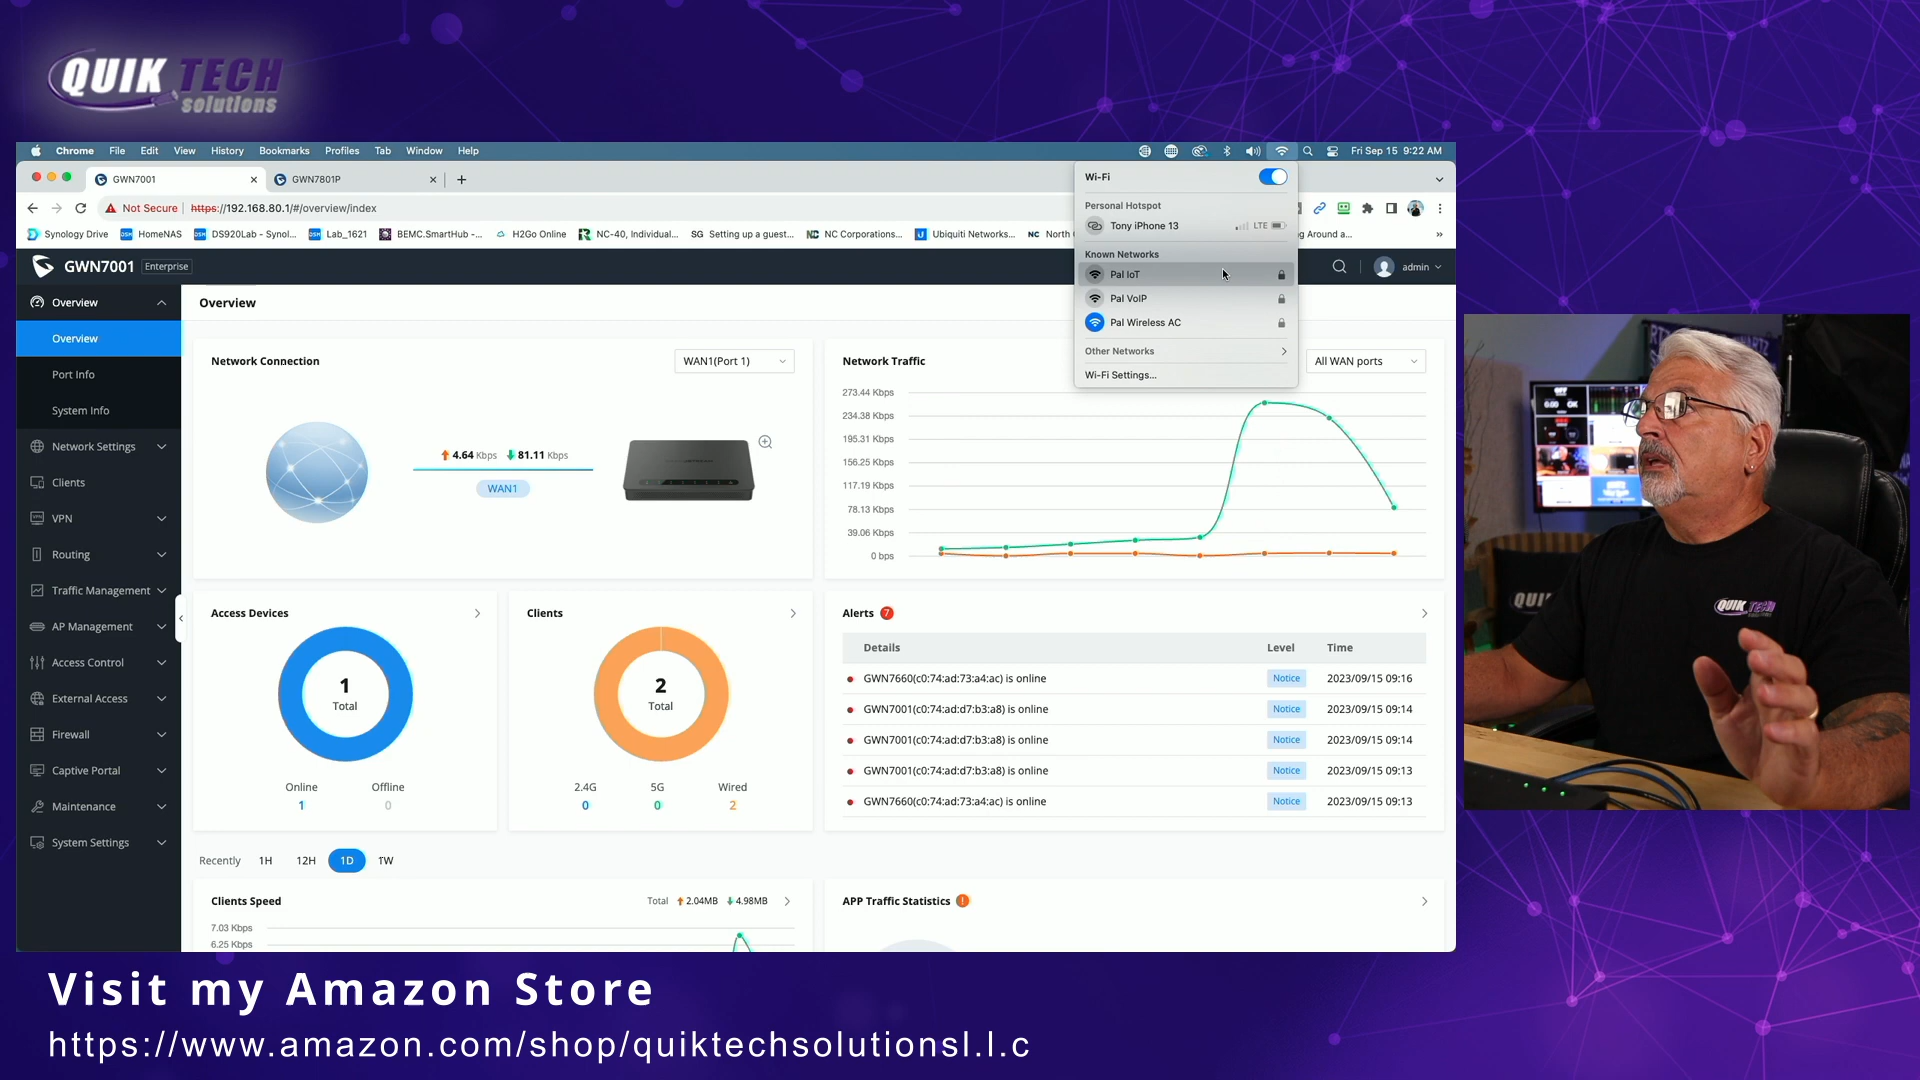 QUIK TECH
solutions
Chrome File Edit View History Bookmarks Profiles Tab Window Help
Fri Sep 15 9:22 AM
GWN7001
GWN7801P
Not Secure
https://192.168.80.1/#/overview/index
Synology Drive
HomeNAS
DS920Lab - Synol...
Lab_1621
BEMC.SmartHub -...
H2Go Online
NC-40, Individual...
SG Setting up a guest...
NC Corporations...
Ubiquiti Networks...
NC North
g Around a...
Wi-Fi
Personal Hotspot
Tony iPhone 13
LTE
Known Networks
Pal IoT
Pal VoIP
Pal Wireless AC
Other Networks
Wi-Fi Settings...
GWN7001 Enterprise
admin
Overview
Overview
Port Info
System Info
Network Settings
Clients
VPN
Routing
Traffic Management
AP Management
Access Control
External Access
Firewall
Captive Portal
Maintenance
System Settings
Overview
Network Connection
WAN1(Port 1)
4.64 Kbps 81.11 Kbps
WAN1
Network Traffic
All WAN ports
273.44 Kbps
234.38 Kbps
195.31 Kbps
156.25 Kbps
117.19 Kbps
78.13 Kbps
39.06 Kbps
0 bps
Access Devices
1
Total
Online Offline
1 0
Clients
2
Total
2.4G 5G Wired
0 0 2
Alerts 7
Details Level Time
GWN7660(c0:74:ad:73:a4:ac) is online Notice 2023/09/15 09:16
GWN7001(c0:74:ad:d7:b3:a8) is online Notice 2023/09/15 09:14
GWN7001(c0:74:ad:d7:b3:a8) is online Notice 2023/09/15 09:14
GWN7001(c0:74:ad:d7:b3:a8) is online Notice 2023/09/15 09:13
GWN7660(c0:74:ad:73:a4:ac) is online Notice 2023/09/15 09:13
Recently 1H 12H 1D 1W
Clients Speed
Total 2.04MB 4.98MB
7.03 Kbps
6.25 Kbps
APP Traffic Statistics
QUIK TECH
Visit my Amazon Store
https://www.amazon.com/shop/quiktechsolutionsl.l.c